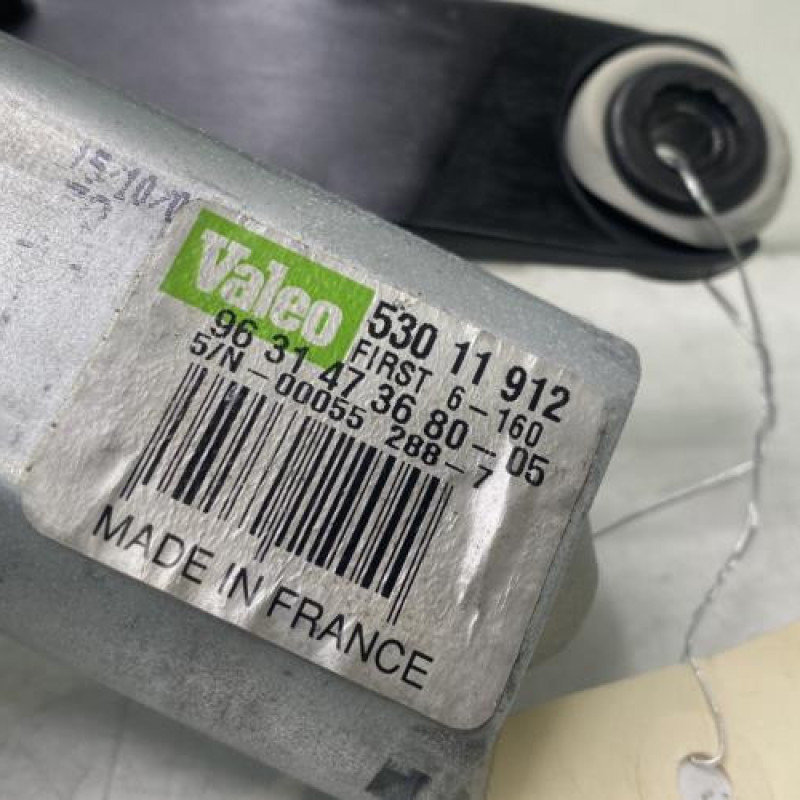 15/10/0
Valeo
530 11 912
FIRST 6-160
96 31 47 36 80-05
S/N-00055 288-7
MADE IN FRANCE